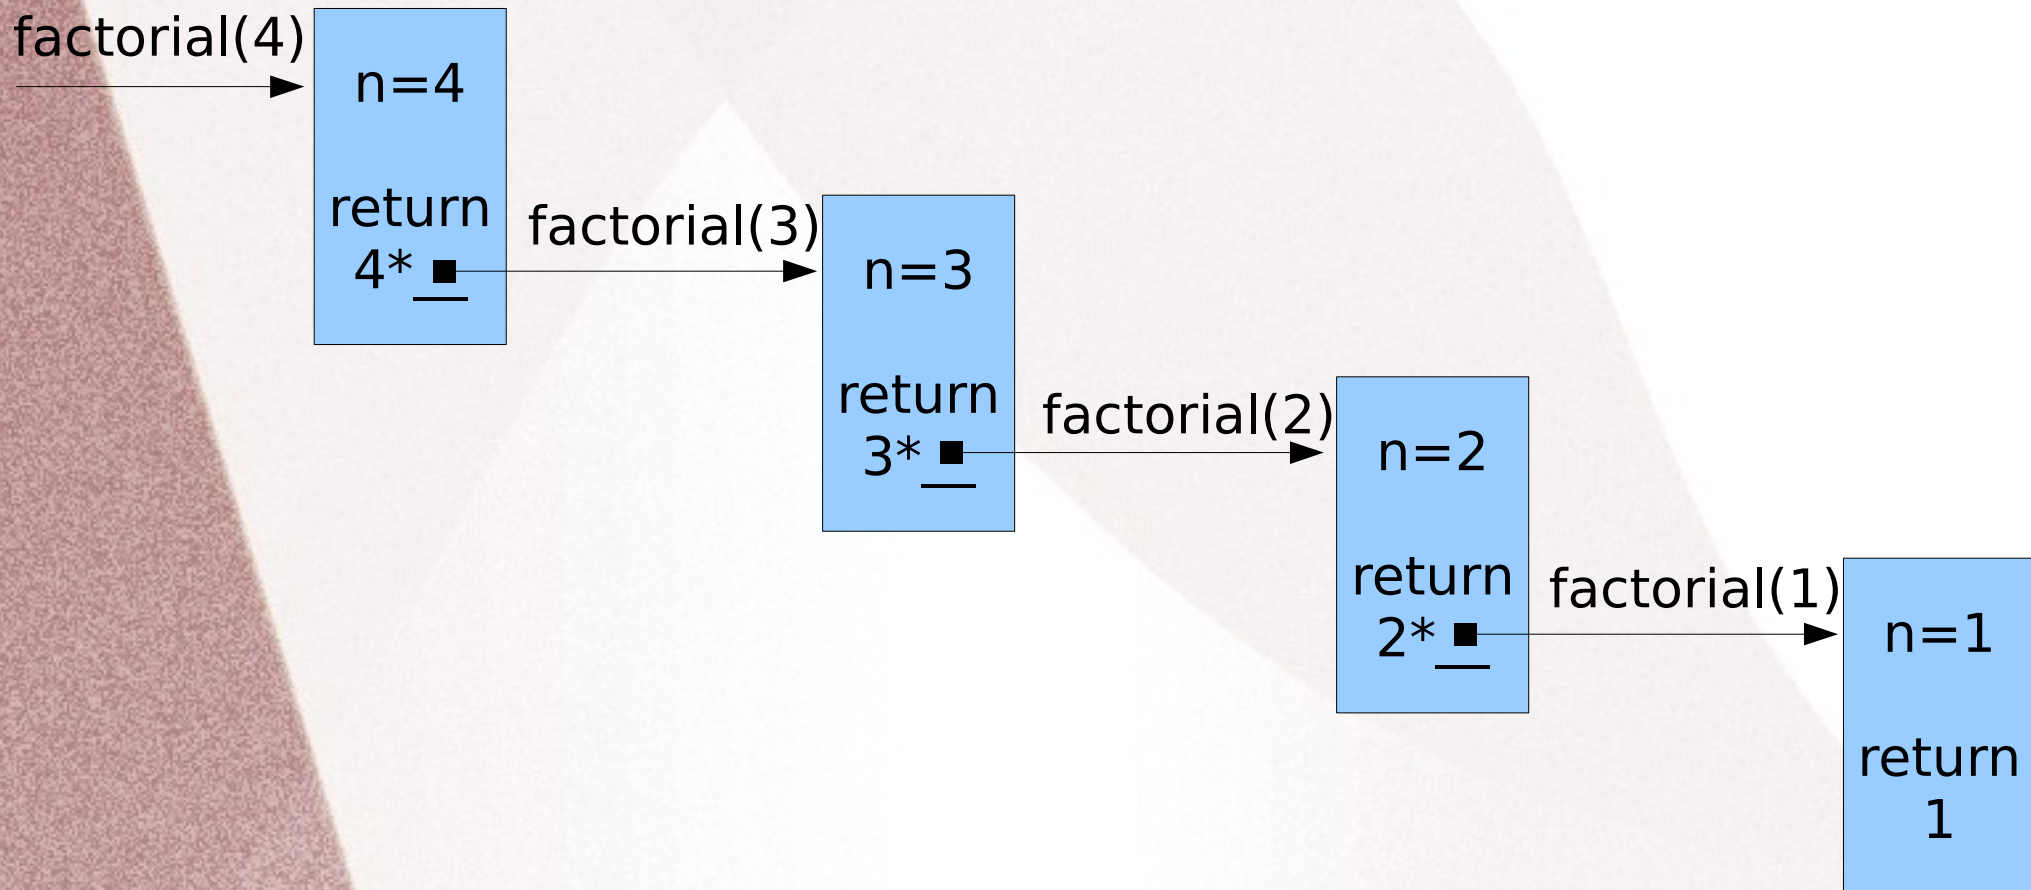 factorial(4)
n=4
return
4*
factorial(3)
n=3
return
3*
factorial(2)
n=2
return
2*
factorial(1)
n=1
return
1